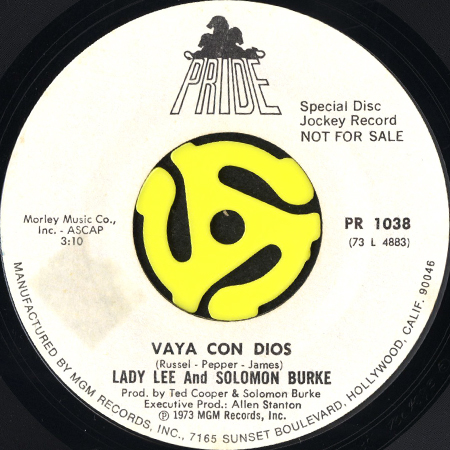 PRIDE
Special Disc
Jockey Record
NOT FOR SALE
Morley Music Co.,
Inc. - ASCAP
3:10
PR 1038
(73 L 4883)
VAYA CON DIOS
(Russel - Pepper - James)
LADY LEE And SOLOMON BURKE
Prod. by Ted Cooper & Solomon Burke
Executive Prod.: Allen Stanton
Ⓟ 1973 MGM Records, Inc.
MANUFACTURED BY MGM RECORDS, INC., 7165 SUNSET BOULEVARD, HOLLYWOOD, CALIF. 90046